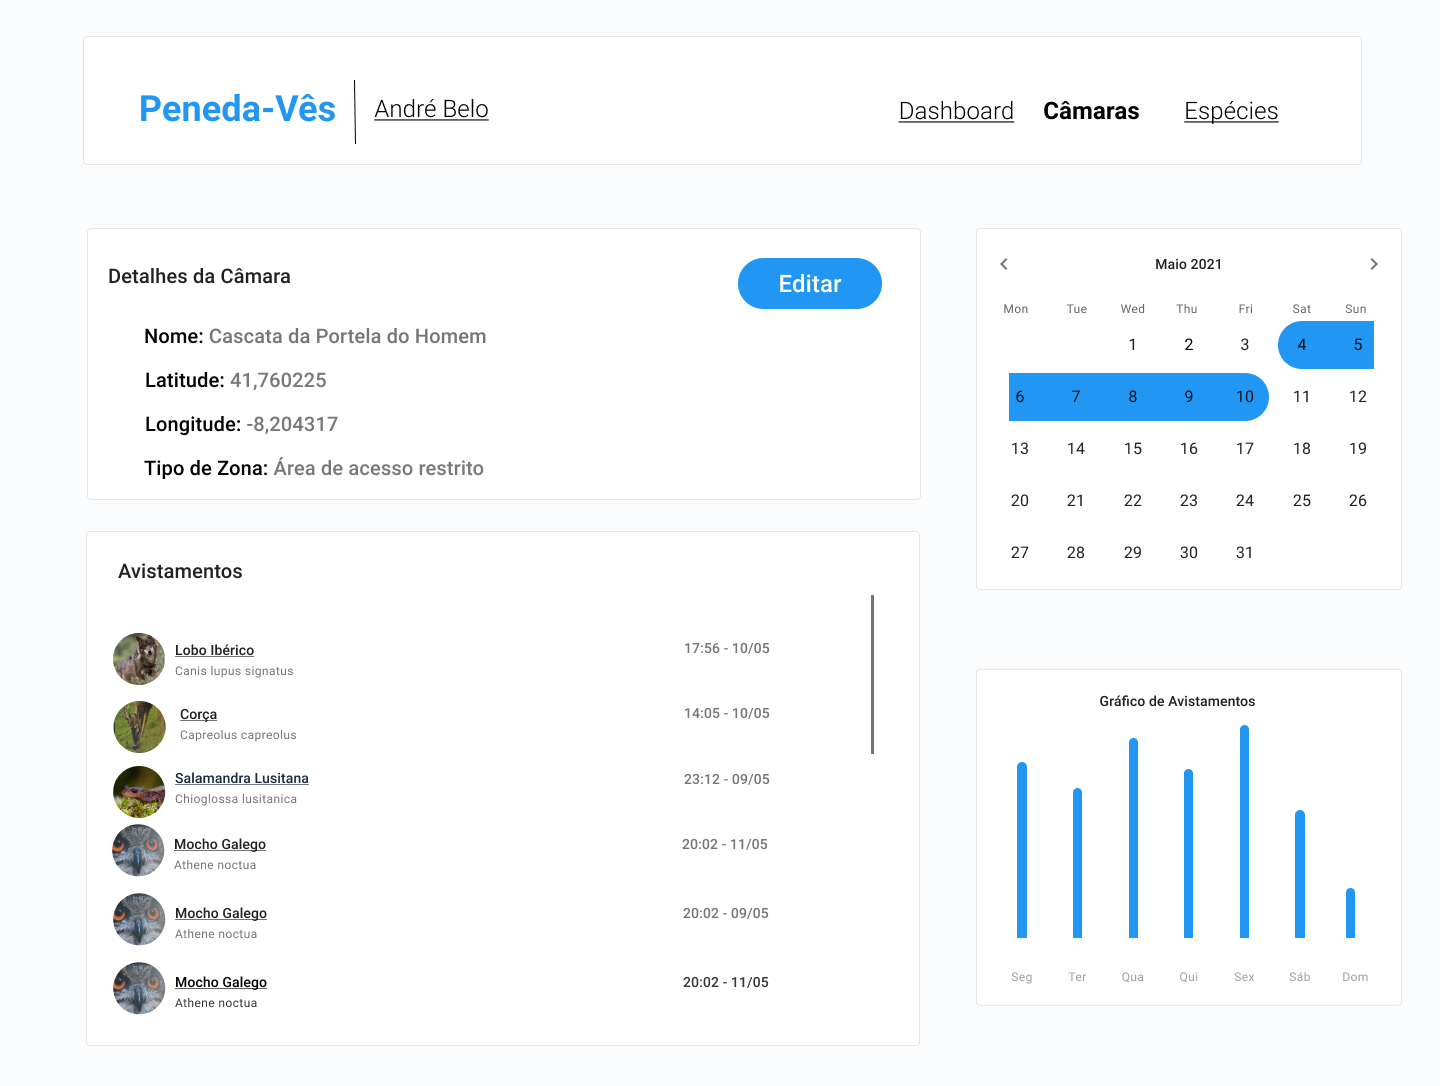 Peneda-Vês
André Belo
Dashboard Câmaras Espécies
Detalhes da Câmara
Editar
Nome: Cascata da Portela do Homem
Latitude: 41,760225
Longitude: -8,204317
Tipo de Zona: Área de acesso restrito
Maio 2021
Mon Tue Wed Thu Fri Sat Sun
1 2 3 4 5
6 7 8 9 10 11 12
13 14 15 16 17 18 19
20 21 22 23 24 25 26
27 28 29 30 31
Avistamentos
Lobo Ibérico 17:56 - 10/05
Canis lupus signatus
Corça 14:05 - 10/05
Capreolus capreolus
Salamandra Lusitana 23:12 - 09/05
Chioglossa lusitanica
Mocho Galego 20:02 - 11/05
Athene noctua
Mocho Galego 20:02 - 09/05
Athene noctua
Mocho Galego 20:02 - 11/05
Athene noctua
Gráfico de Avistamentos
Seg Ter Qua Qui Sex Sáb Dom